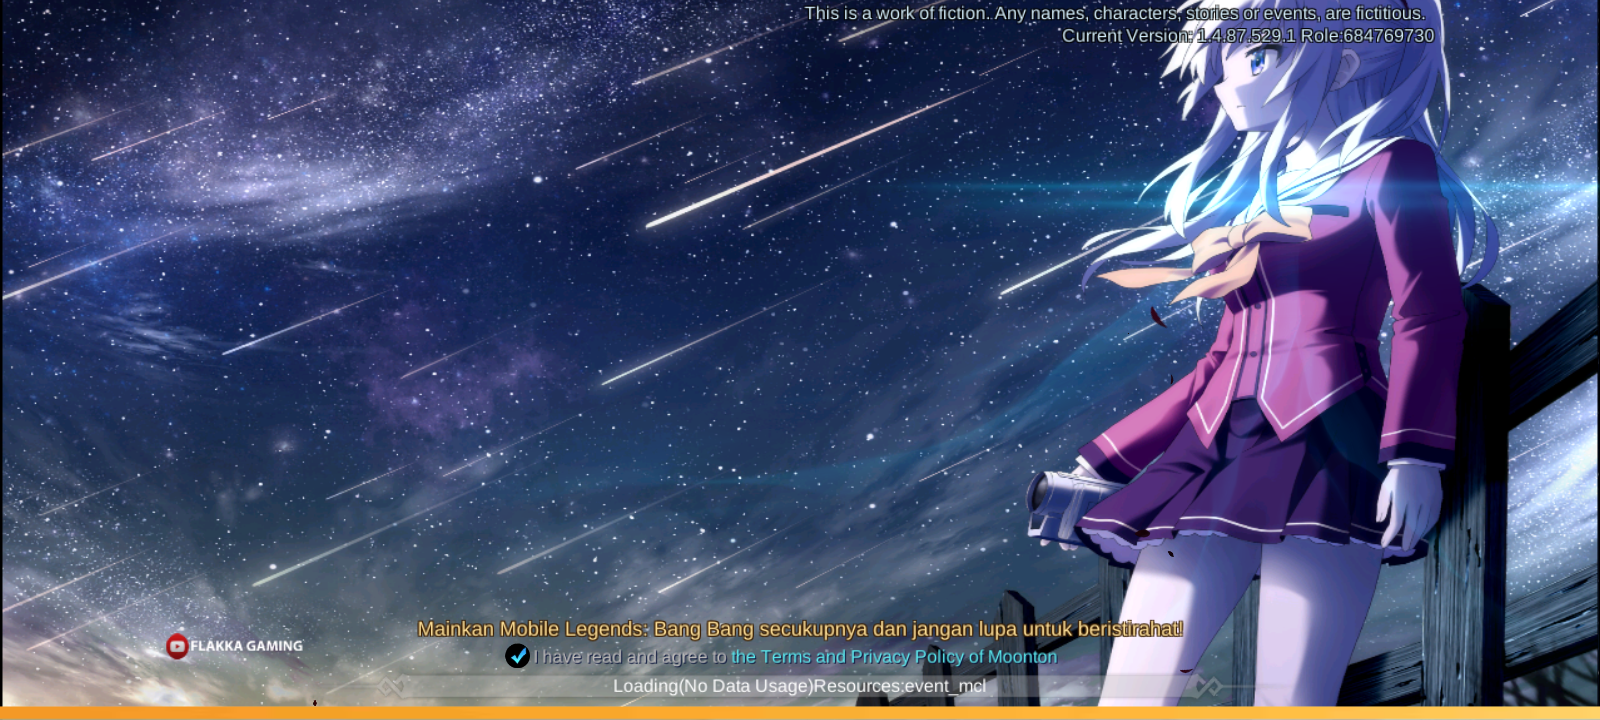 This is a work of fiction. Any names, characters, stories or events, are fictitious.
Current Version: 1.4.87.529.1 Role:684769730
Mainkan Mobile Legends: Bang Bang secukupnya dan jangan lupa untuk beristirahat!
FLAKKA GAMING
I have read and agree to the Terms and Privacy Policy of Moonton
Loading(No Data Usage)Resources:event_mcl